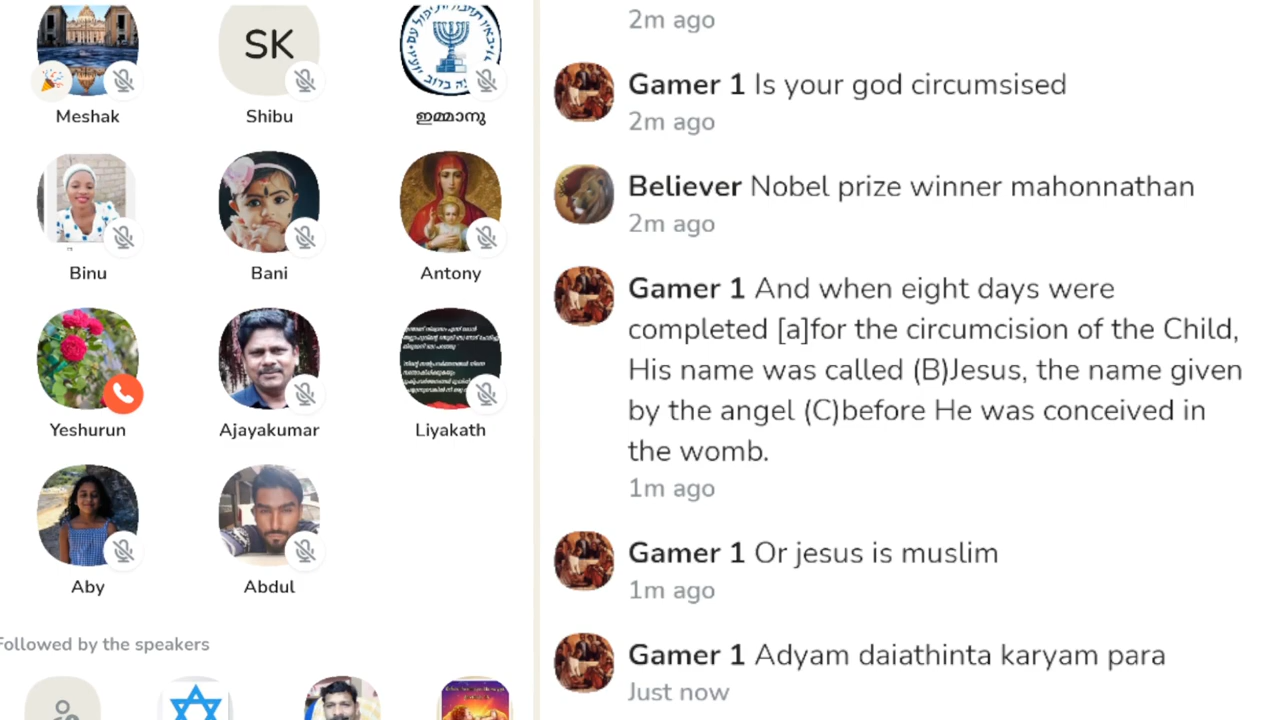 SK
Meshak
Shibu
ഇമ്മാനു
Binu
Bani
Antony
Yeshurun
Ajayakumar
Liyakath
Aby
Abdul
Followed by the speakers
2m ago
Gamer 1 Is your god circumsised
2m ago
Believer Nobel prize winner mahonnathan
2m ago
Gamer 1 And when eight days were
completed [a]for the circumcision of the Child,
His name was called (B)Jesus, the name given
by the angel (C)before He was conceived in
the womb.
1m ago
Gamer 1 Or jesus is muslim
1m ago
Gamer 1 Adyam daiathinta karyam para
Just now